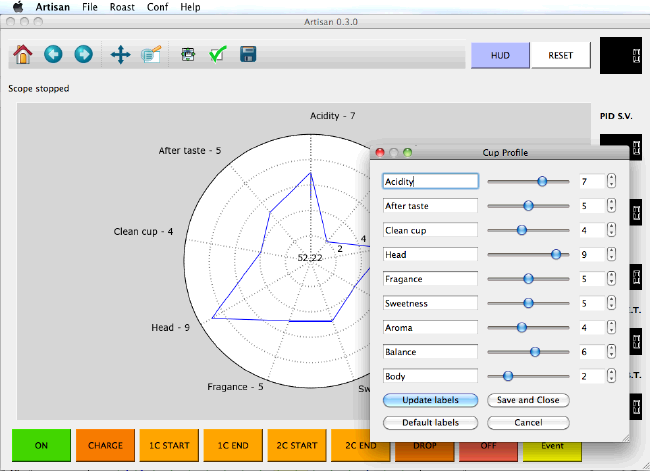 Artisan File Roast Conf Help
Artisan 0.3.0
HUD RESET
Scope stopped
PID S.V.
Acidity - 7
After taste - 5
Clean cup - 4
Head - 9
Fragance - 5
4
2
52.22
Cup Profile
Acidity 7
After taste 5
Clean cup 4
Head 9
Fragance 5
Sweetness 5
Aroma 4
Balance 6
Body 2
Update labels Save and Close
Default labels Cancel
ON CHARGE 1C START 1C END 2C START 2C END DROP OFF Event